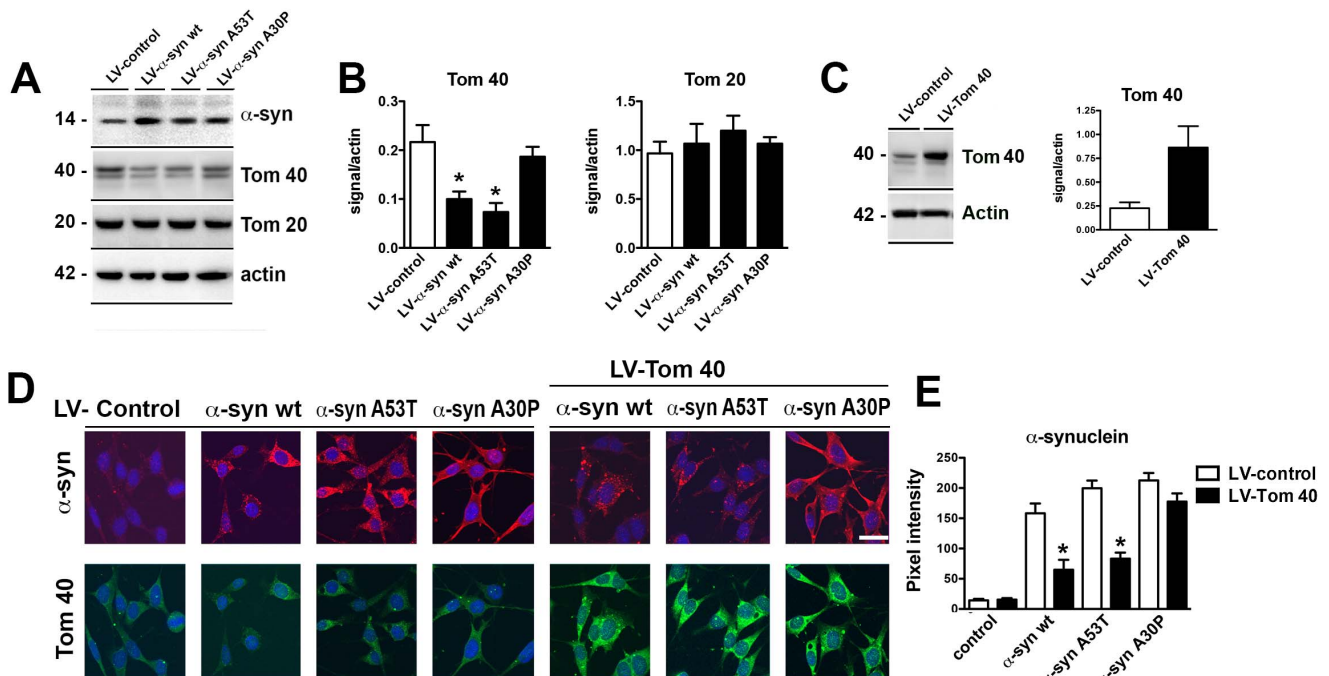 A
LV-control
LV-α-syn wt
LV-α-syn A53T
LV-α-syn A30P
14 -
α-syn
40 -
Tom 40
20 -
Tom 20
42 -
actin
B
Tom 40
signal/actin
0.3
0.2
0.1
0.0
*
*
LV-control
LV-α-syn wt
LV-α-syn A53T
LV-α-syn A30P
Tom 20
signal/actin
1.5
1.0
0.5
0.0
LV-control
LV-α-syn wt
LV-α-syn A53T
LV-α-syn A30P
C
LV-control
LV-Tom 40
40 -
Tom 40
42 -
Actin
Tom 40
signal/actin
1.25
1.00
0.75
0.50
0.25
0.00
LV-control
LV-Tom 40
D
LV-Tom 40
LV- Control
α-syn wt
α-syn A53T
α-syn A30P
α-syn wt
α-syn A53T
α-syn A30P
α-syn
Tom 40
E
α-synuclein
Pixel intensity
250
200
150
100
50
0
*
*
LV-control
LV-Tom 40
control
α-syn wt
α-syn A53T
α-syn A30P